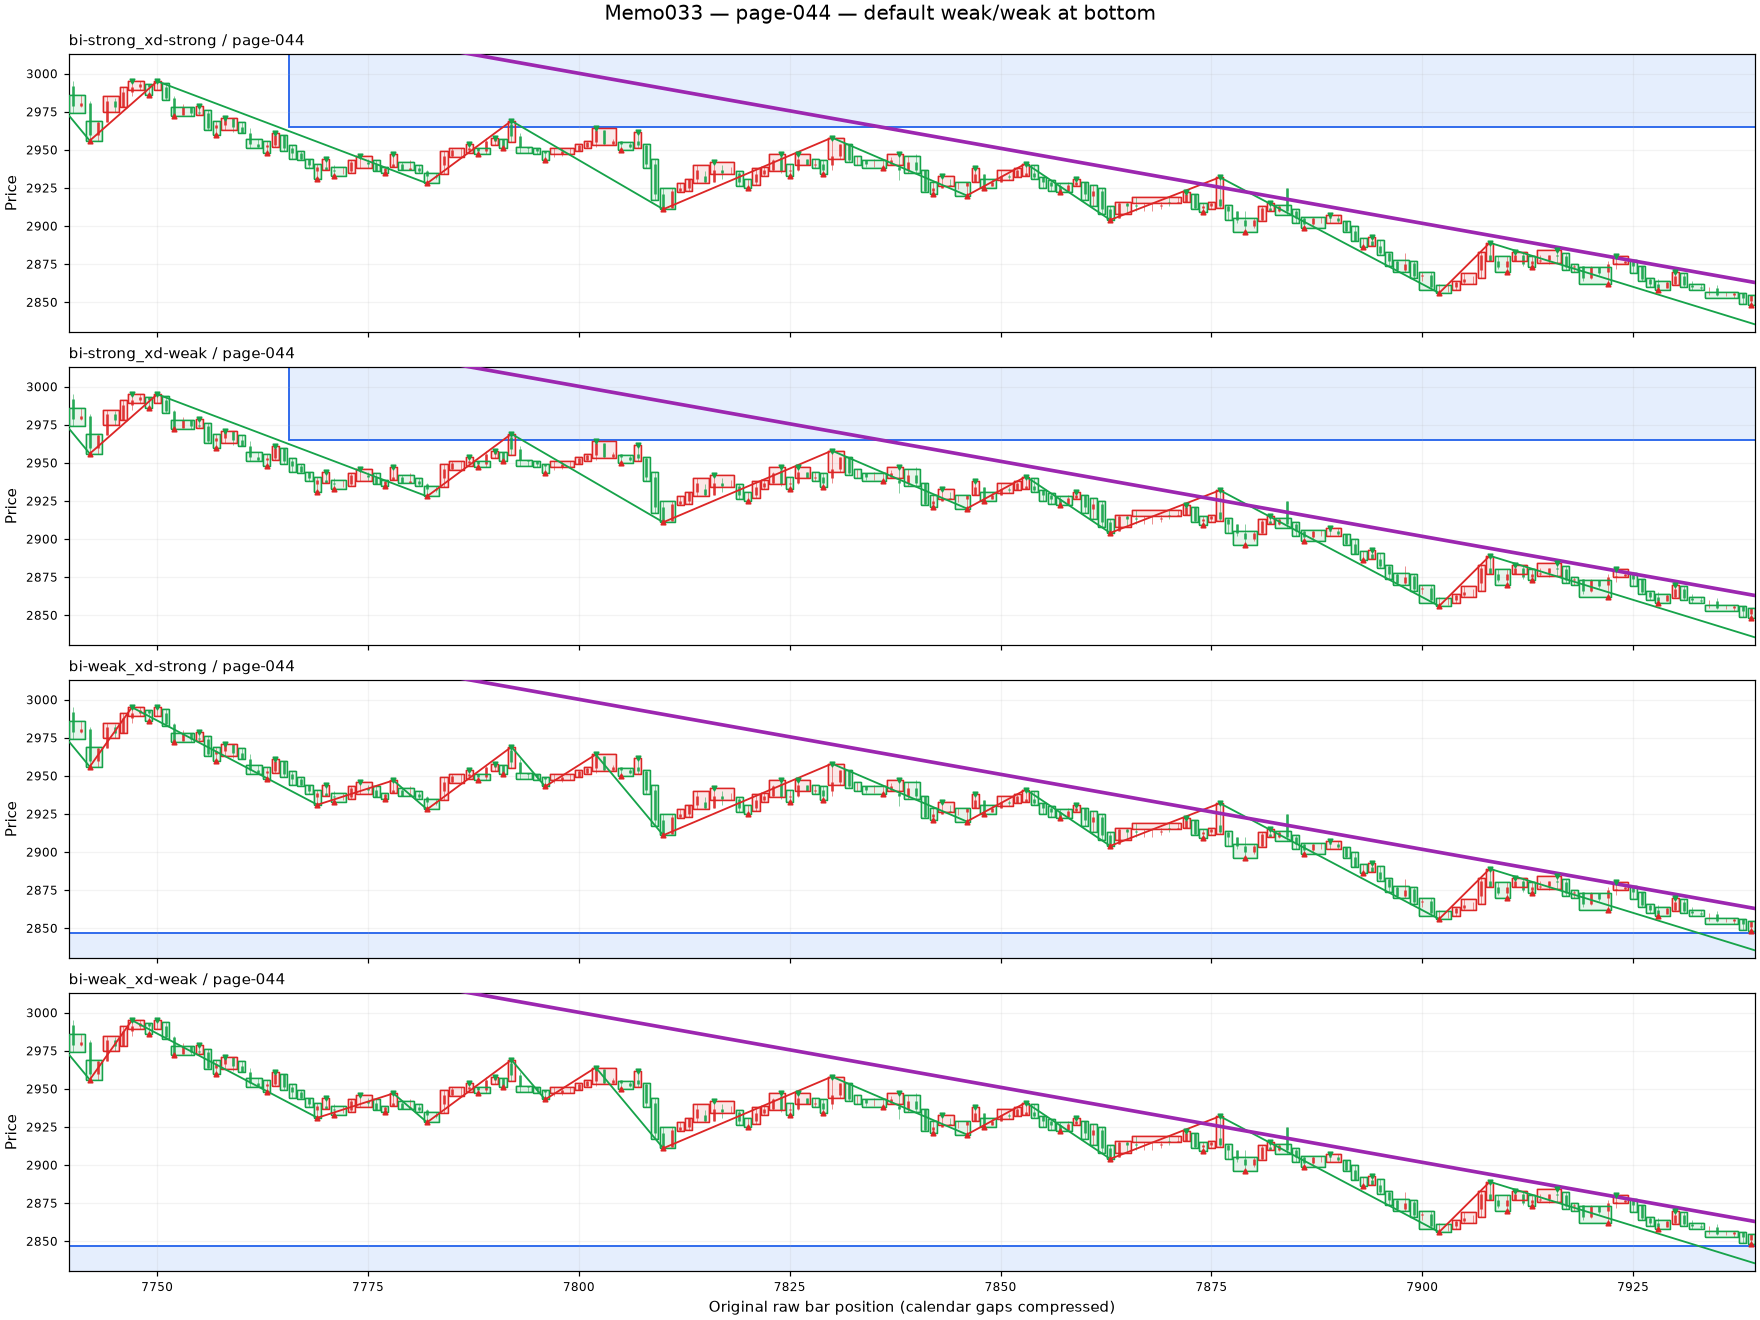 Memo033 — page-044 — default weak/weak at bottom
bi-strong_xd-strong / page-044
3000
2975
2950
2925
2900
2875
2850
Price
bi-strong_xd-weak / page-044
3000
2975
2950
2925
2900
2875
2850
Price
bi-weak_xd-strong / page-044
3000
2975
2950
2925
2900
2875
2850
Price
bi-weak_xd-weak / page-044
3000
2975
2950
2925
2900
2875
2850
Price
7750 7775 7800 7825 7850 7875 7900 7925
Original raw bar position (calendar gaps compressed)